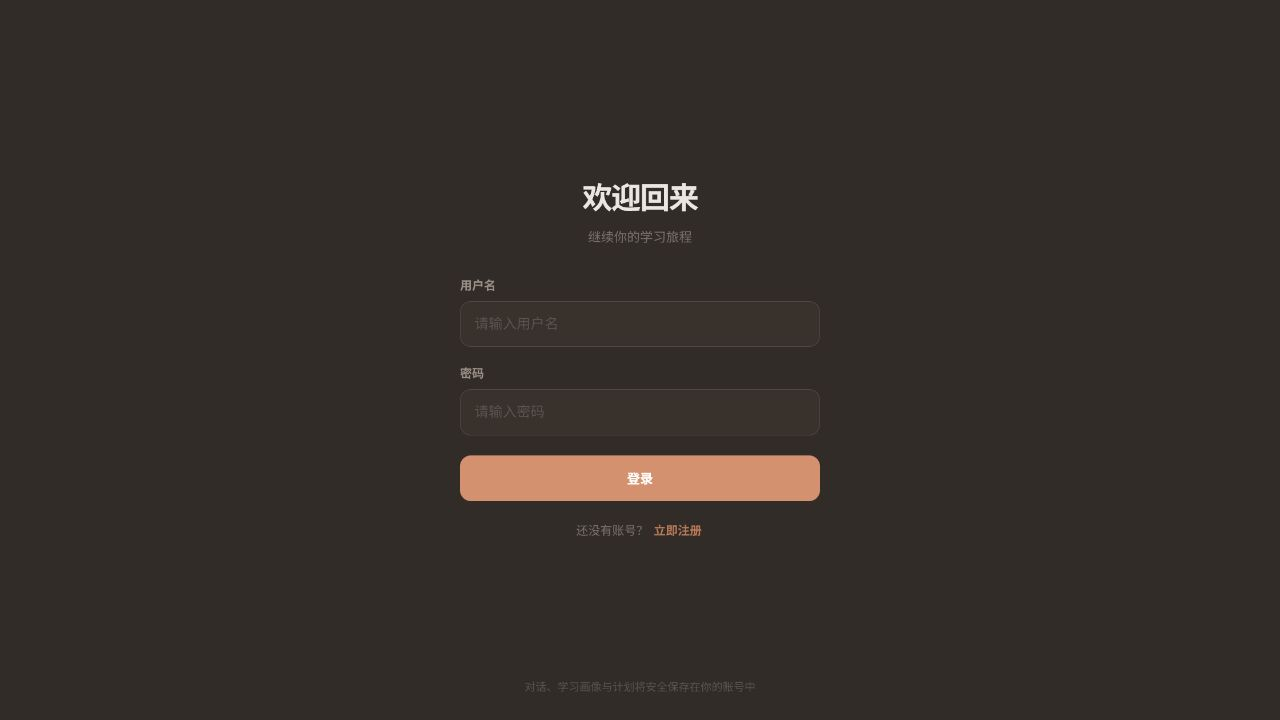 欢迎回来
继续你的学习旅程
用户名
请输入用户名
密码
请输入密码
登录
还没有账号? 立即注册
对话、学习画像与计划将安全保存在你的账号中